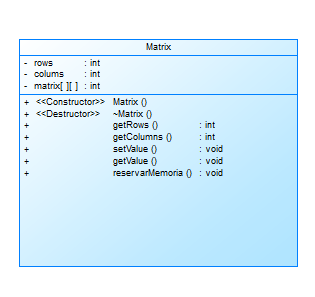 Matrix
- rows : int
- colums : int
- matrix[ ][ ] : int
+ <<Constructor>> Matrix ()
+ <<Destructor>> ~Matrix ()
+ getRows () : int
+ getColumns () : int
+ setValue () : void
+ getValue () : void
+ reservarMemoria () : void